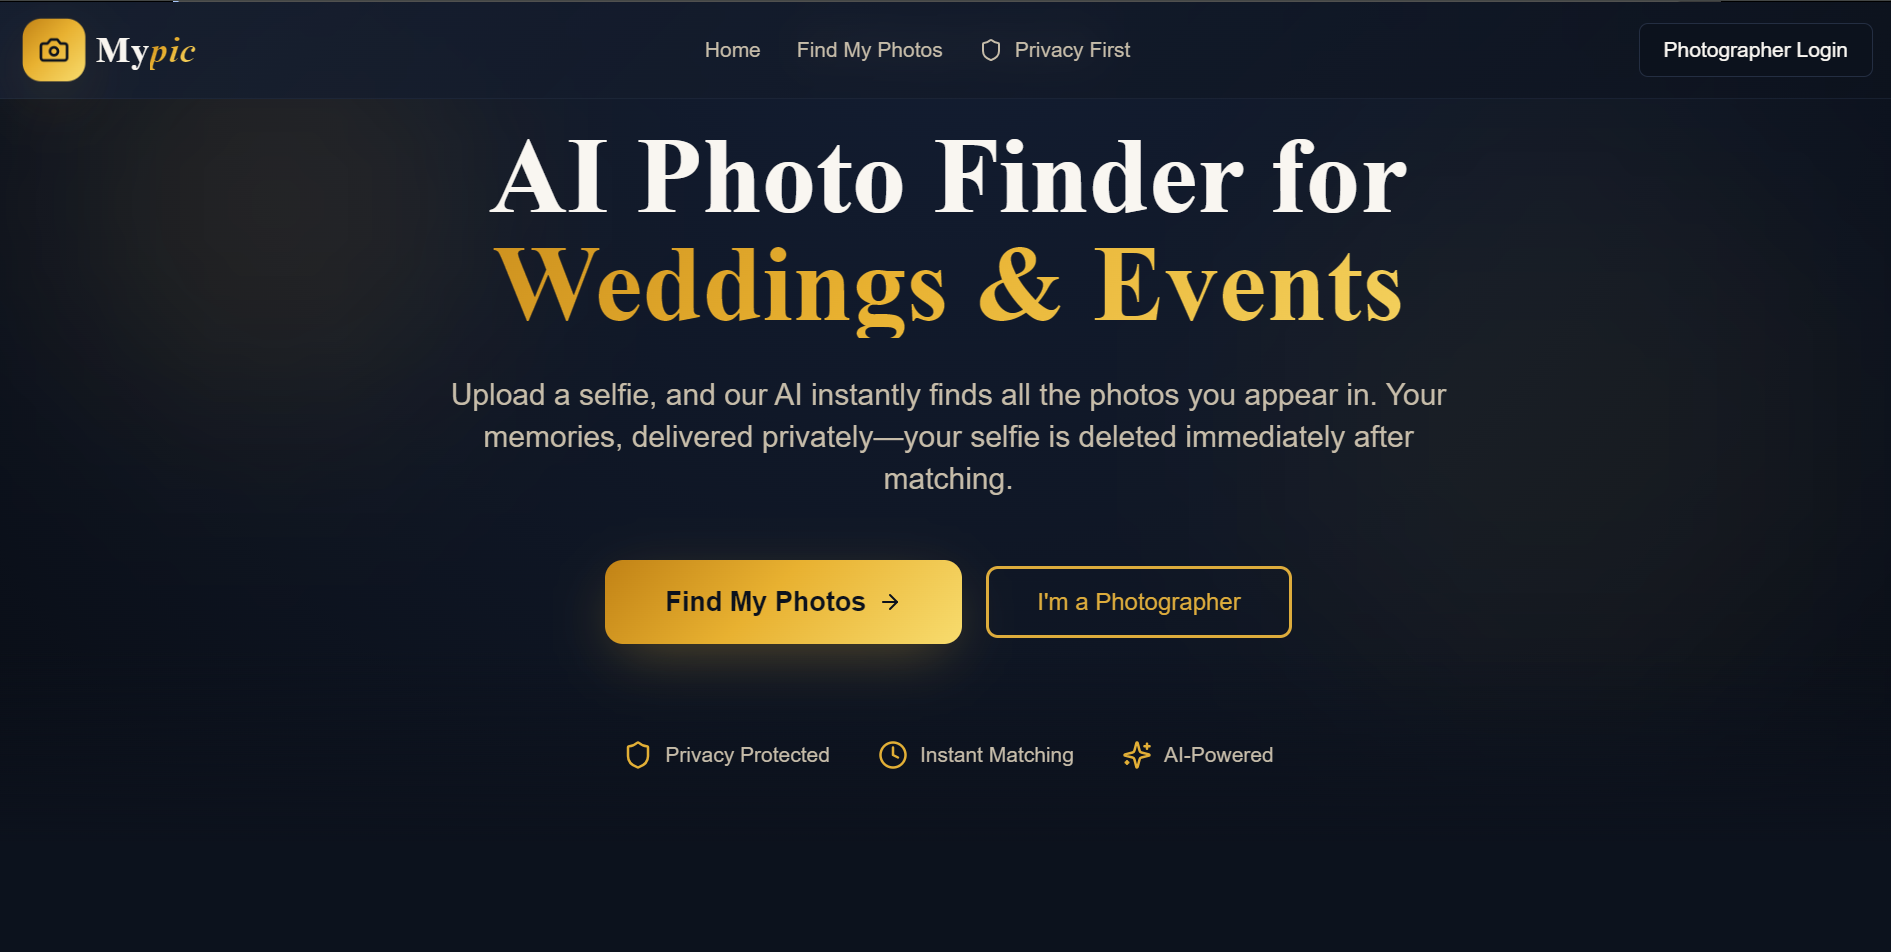 Mypic
Home
Find My Photos
Privacy First
Photographer Login
AI Photo Finder for
Weddings & Events
Upload a selfie, and our AI instantly finds all the photos you appear in. Your
memories, delivered privately—your selfie is deleted immediately after
matching.
Find My Photos
I'm a Photographer
Privacy Protected
Instant Matching
AI-Powered